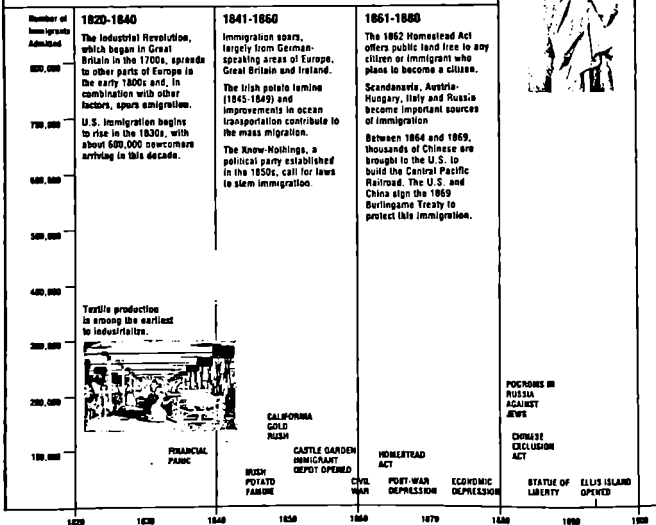 Number of
Immigrants
Admitted
800,000
700,000
600,000
500,000
400,000
300,000
200,000
100,000
1820-1840
The Industrial Revolution,
which began in Great
Britain in the 1700s, spreads
to other parts of Europe in
the early 1800s and, in
combination with other
factors, spurs emigration.
U.S. immigration begins
to rise in the 1830s, with
about 600,000 newcomers
arriving in this decade.
Textile production
is among the earliest
to industrialize.
1841-1860
Immigration soars,
largely from German-
speaking areas of Europe,
Great Britain and Ireland.
The Irish potato famine
(1845-1849) and
improvements in ocean
transportation contribute to
the mass migration.
The Know-Nothings, a
political party established
in the 1850s, call for laws
to stem immigration.
1861-1880
The 1862 Homestead Act
offers public land free to any
citizen or immigrant who
plans to become a citizen.
Scandanavia, Austria-
Hungary, Italy and Russia
become important sources
of immigration
Between 1864 and 1869,
thousands of Chinese are
brought to the U.S. to
build the Central Pacific
Railroad. The U.S. and
China sign the 1869
Burlingame Treaty to
protect this immigration.
FINANCIAL
PANIC
IRISH
POTATO
FAMINE
CALIFORNIA
GOLD
RUSH
CASTLE GARDEN
IMMIGRANT
DEPOT OPENED
CIVIL
WAR
HOMESTEAD
ACT
POST-WAR
DEPRESSION
ECONOMIC
DEPRESSION
POGROMS IN
RUSSIA
AGAINST
JEWS
CHINESE
EXCLUSION
ACT
STATUE OF
LIBERTY
ELLIS ISLAND
OPENED
1820 1830 1840 1850 1860 1870 1880 1890 1900